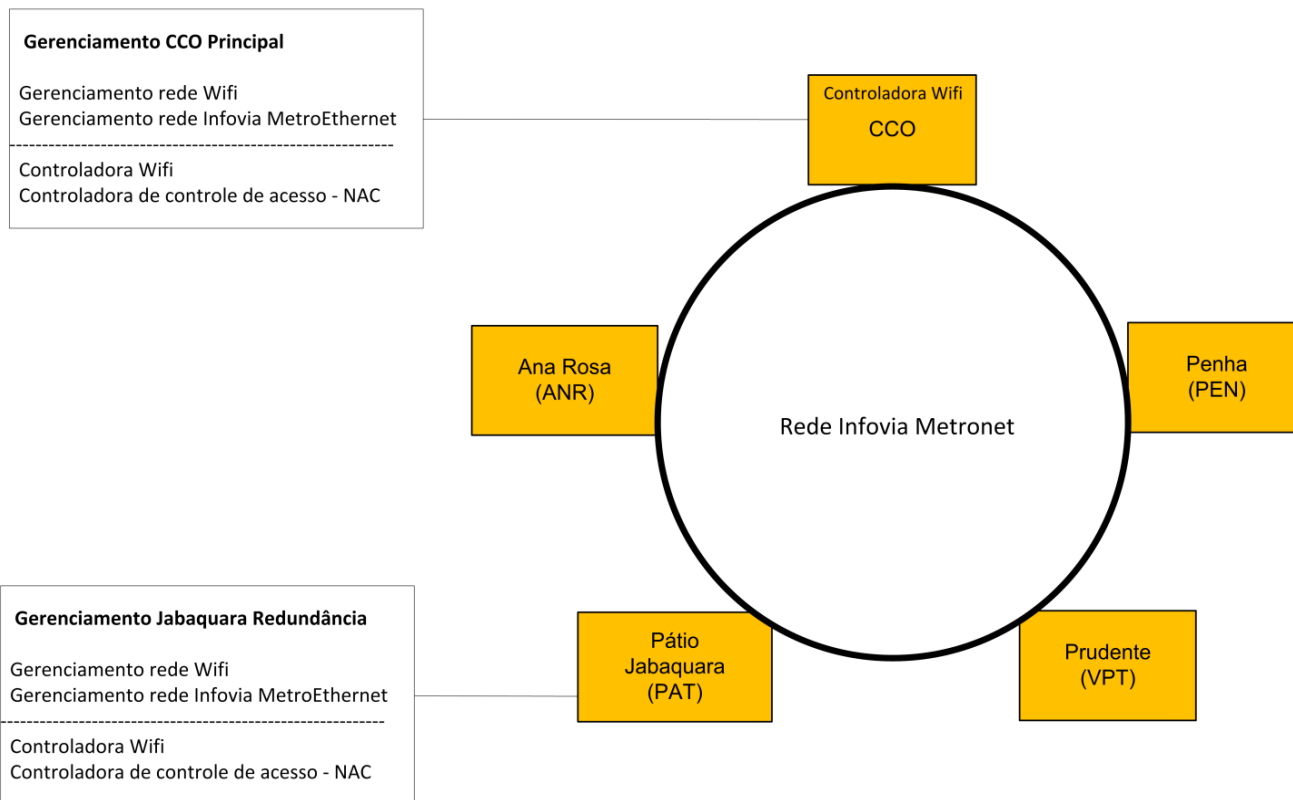 Gerenciamento CCO Principal
Gerenciamento rede Wifi
Gerenciamento rede Infovia MetroEthernet
Controladora Wifi
Controladora de controle de acesso - NAC
Controladora Wifi
CCO
Ana Rosa
(ANR)
Rede Infovia Metronet
Penha
(PEN)
Gerenciamento Jabaquara Redundância
Gerenciamento rede Wifi
Gerenciamento rede Infovia MetroEthernet
Controladora Wifi
Controladora de controle de acesso - NAC
Pátio
Jabaquara
(PAT)
Prudente
(VPT)